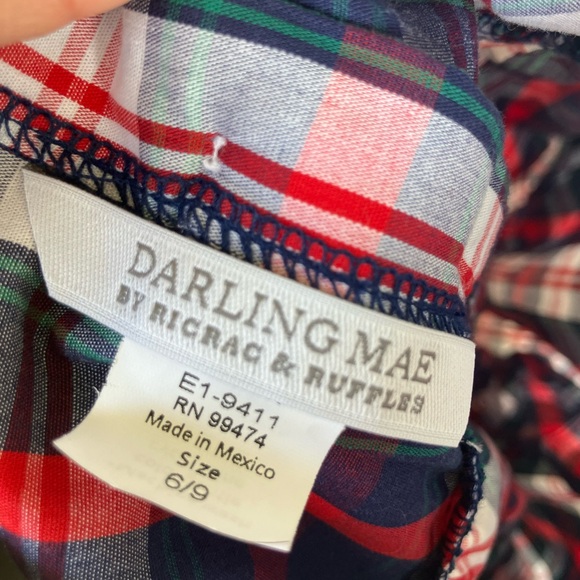 DARLING MAE
BY RICRAC & RUFFLES
E1-9411
RN 99474
Made in Mexico
Size
6/9